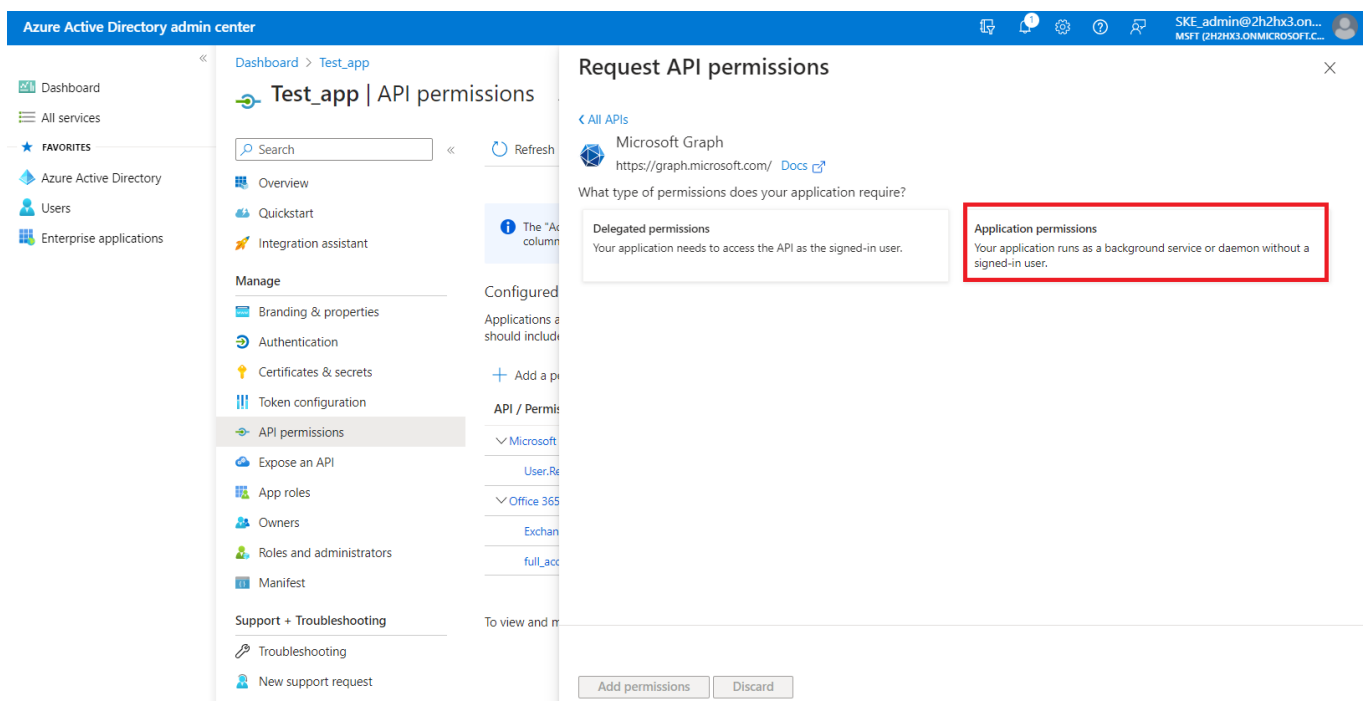 Azure Active Directory admin center
1
SKE_admin@2h2hx3.on...
MSFT (2H2HX3.ONMICROSOFT.C...
«
Dashboard
All services
FAVORITES
Azure Active Directory
Users
Enterprise applications
Dashboard > Test_app
Test_app | API permissions
Search
«
Overview
Quickstart
Integration assistant
Manage
Branding & properties
Authentication
Certificates & secrets
Token configuration
API permissions
Expose an API
App roles
Owners
Roles and administrators
Manifest
Support + Troubleshooting
Troubleshooting
New support request
Refresh
The "Ac
column
Configured
Applications a
should include
Add a pe
API / Permis
Microsoft
User.Re
Office 365
Exchan
full_acc
To view and m
Request API permissions
All APIs
Microsoft Graph
https://graph.microsoft.com/ Docs
What type of permissions does your application require?
Delegated permissions
Your application needs to access the API as the signed-in user.
Application permissions
Your application runs as a background service or daemon without a
signed-in user.
Add permissions
Discard